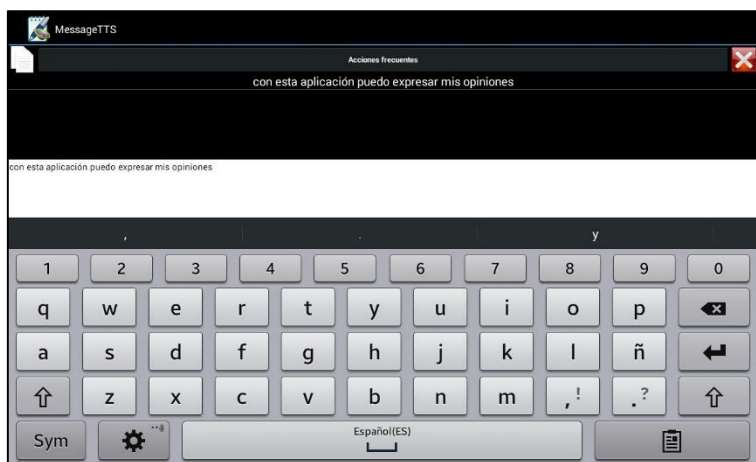 MessageTTS
Acciones frecuentes
con esta aplicación puedo expresar mis opiniones
con esta aplicación puedo expresar mis opiniones
, . y
1 2 3 4 5 6 7 8 9 0
q w e r t y u i o p
a s d f g h j k l ñ
z x c v b n m ,! .?
Sym Español(ES)